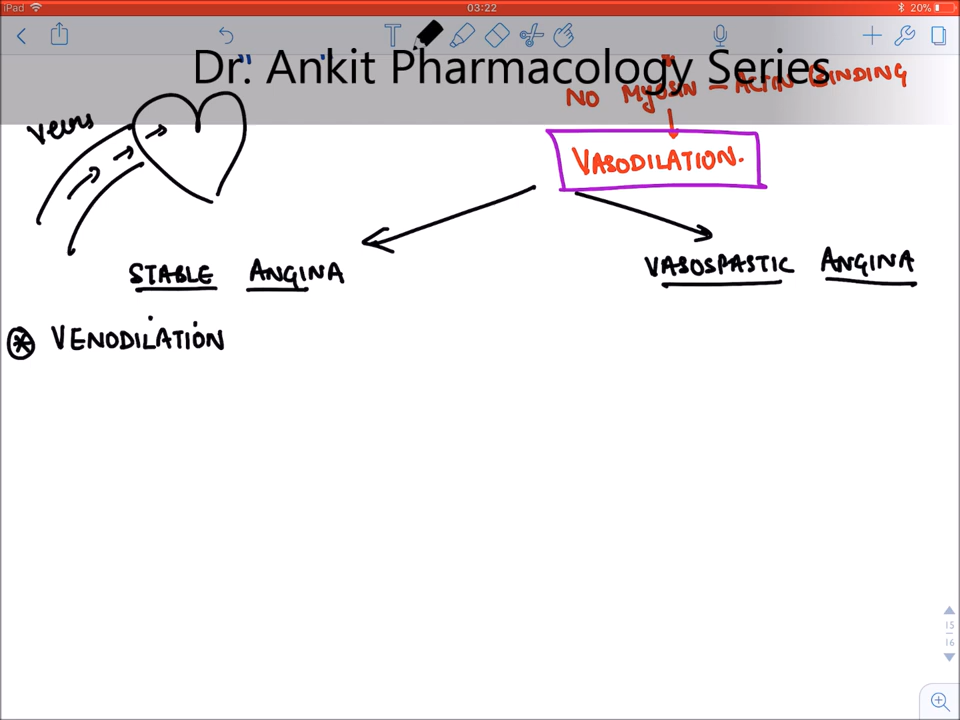 iPad 03:22 20%
Dr. Ankit Pharmacology Series
NO MYOSIN - ACTIN BINDING
Veins
VASODILATION.
STABLE ANGINA
VASOSPASTIC ANGINA
VENODILATION
15
16